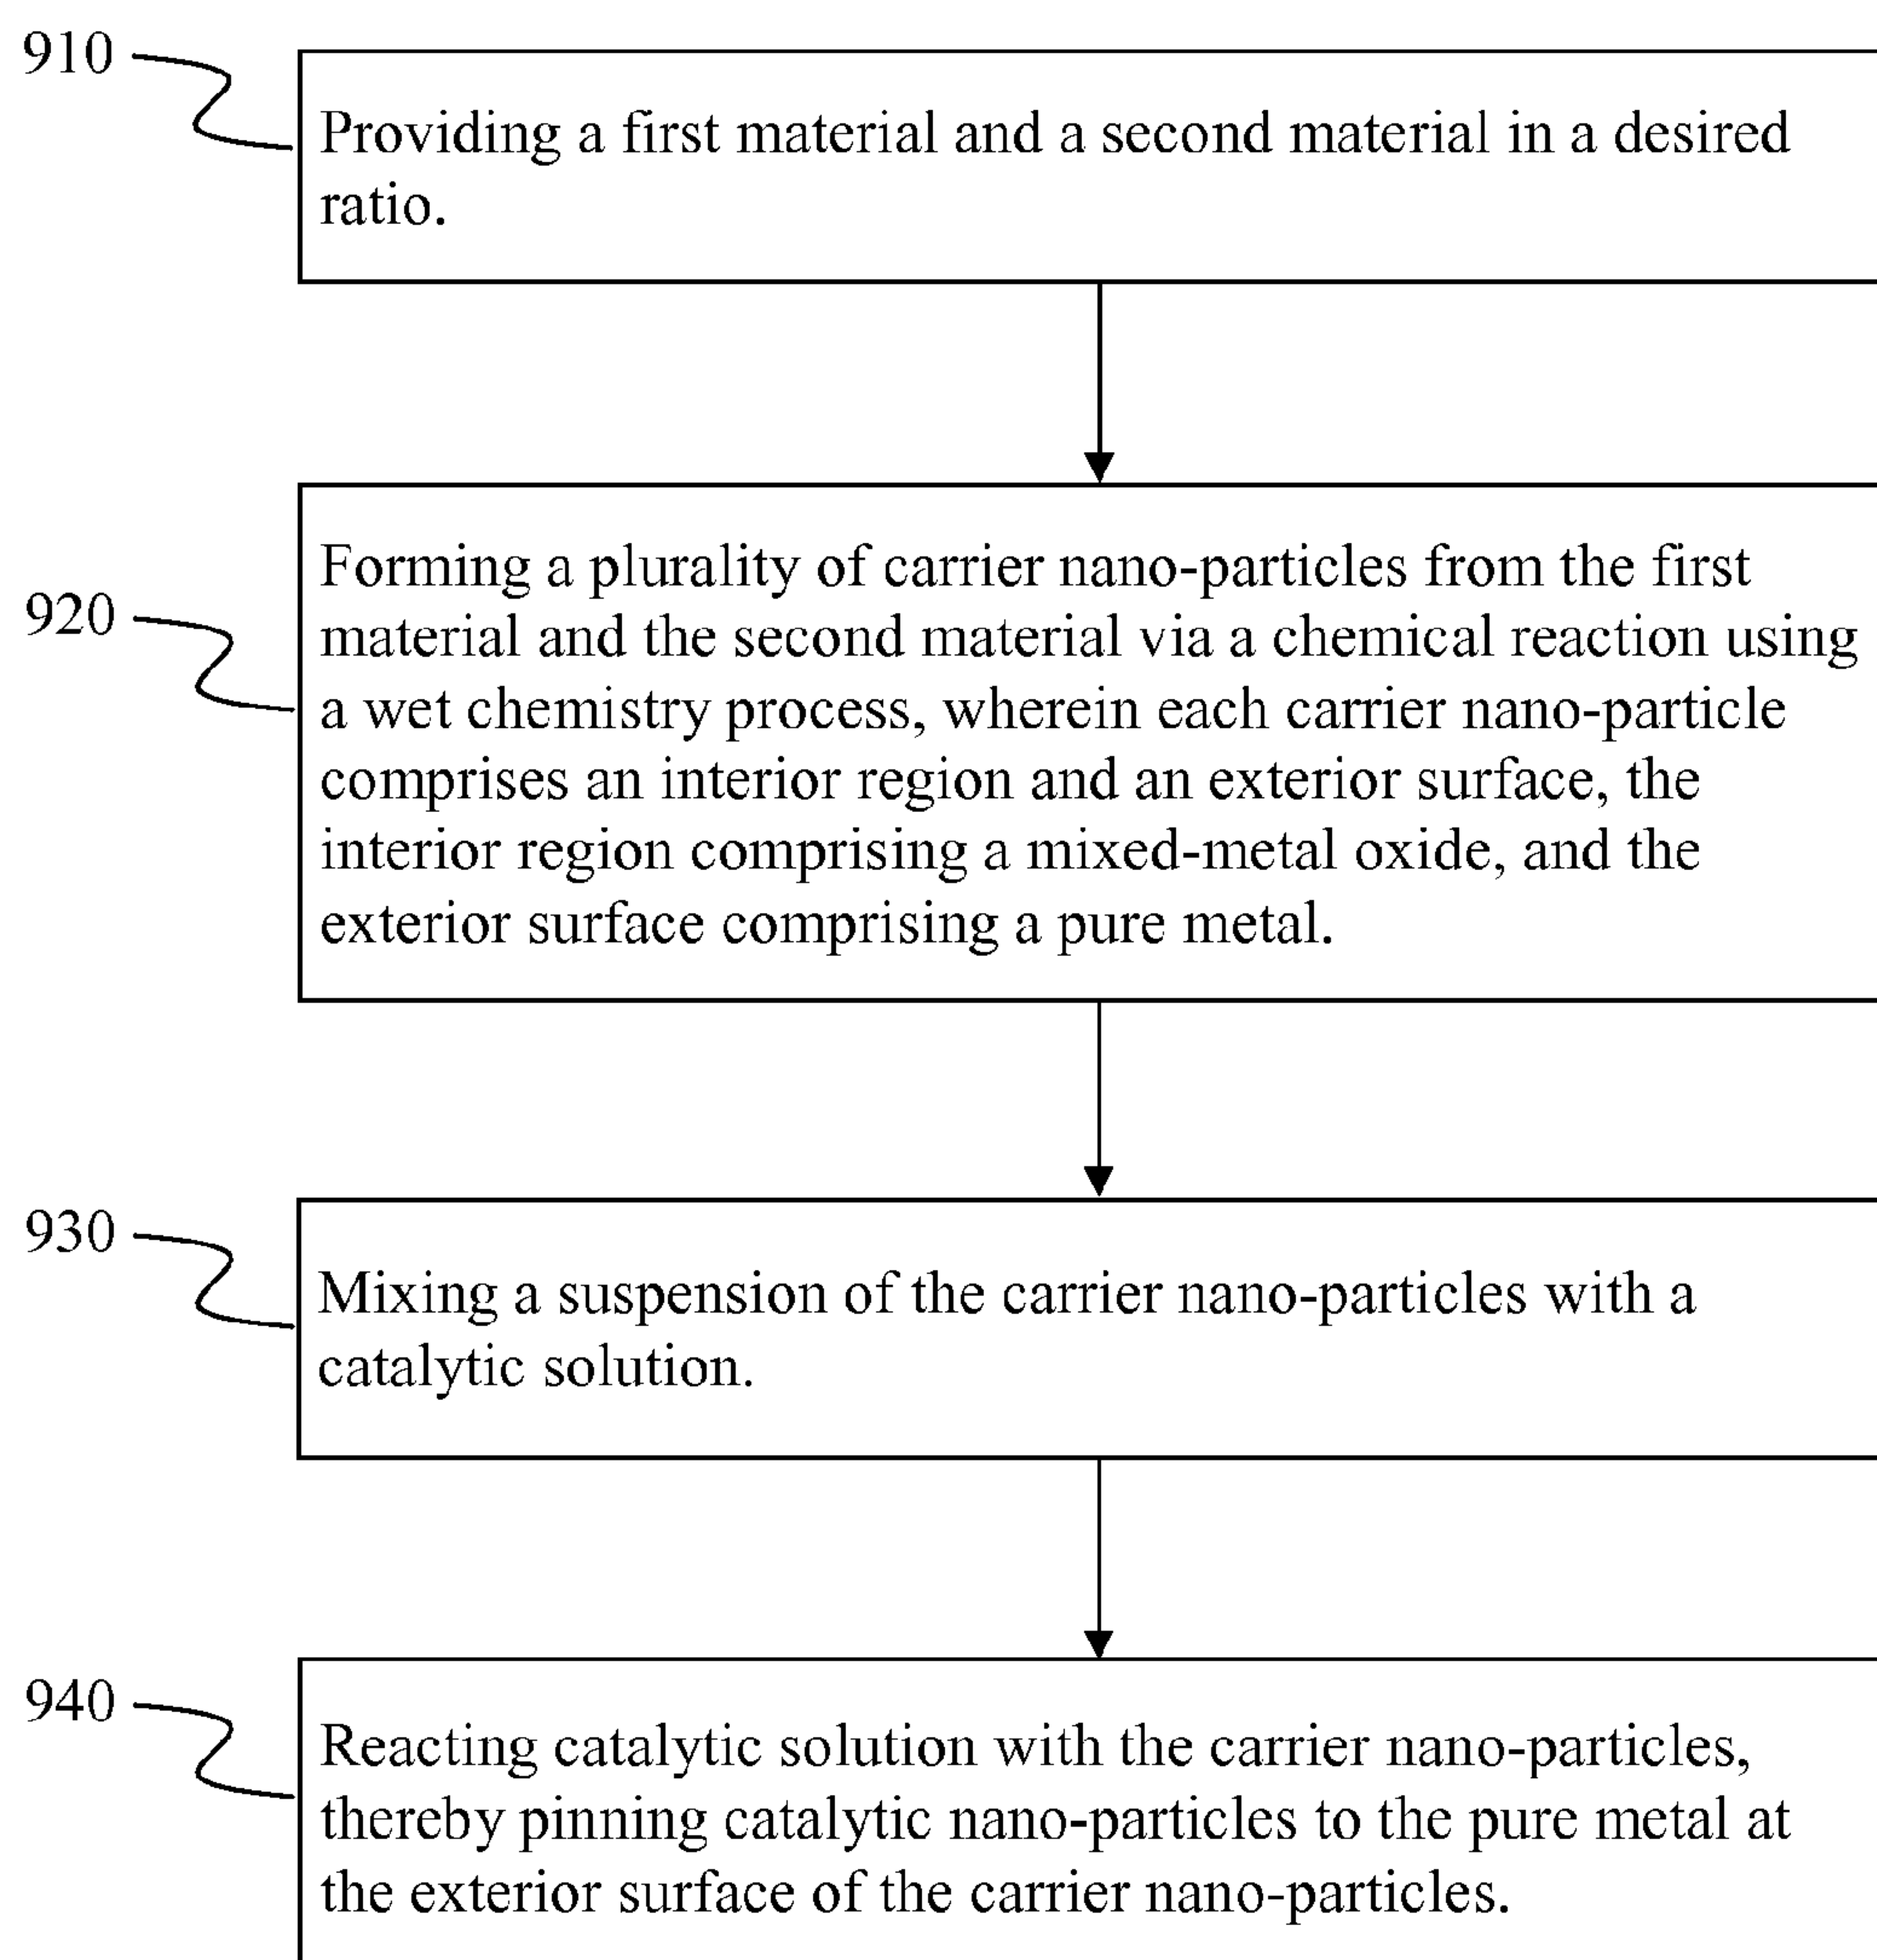 910
Providing a first material and a second material in a desired
ratio.
920
Forming a plurality of carrier nano-particles from the first
material and the second material via a chemical reaction using
a wet chemistry process, wherein each carrier nano-particle
comprises an interior region and an exterior surface, the
interior region comprising a mixed-metal oxide, and the
exterior surface comprising a pure metal.
930
Mixing a suspension of the carrier nano-particles with a
catalytic solution.
940
Reacting catalytic solution with the carrier nano-particles,
thereby pinning catalytic nano-particles to the pure metal at
the exterior surface of the carrier nano-particles.